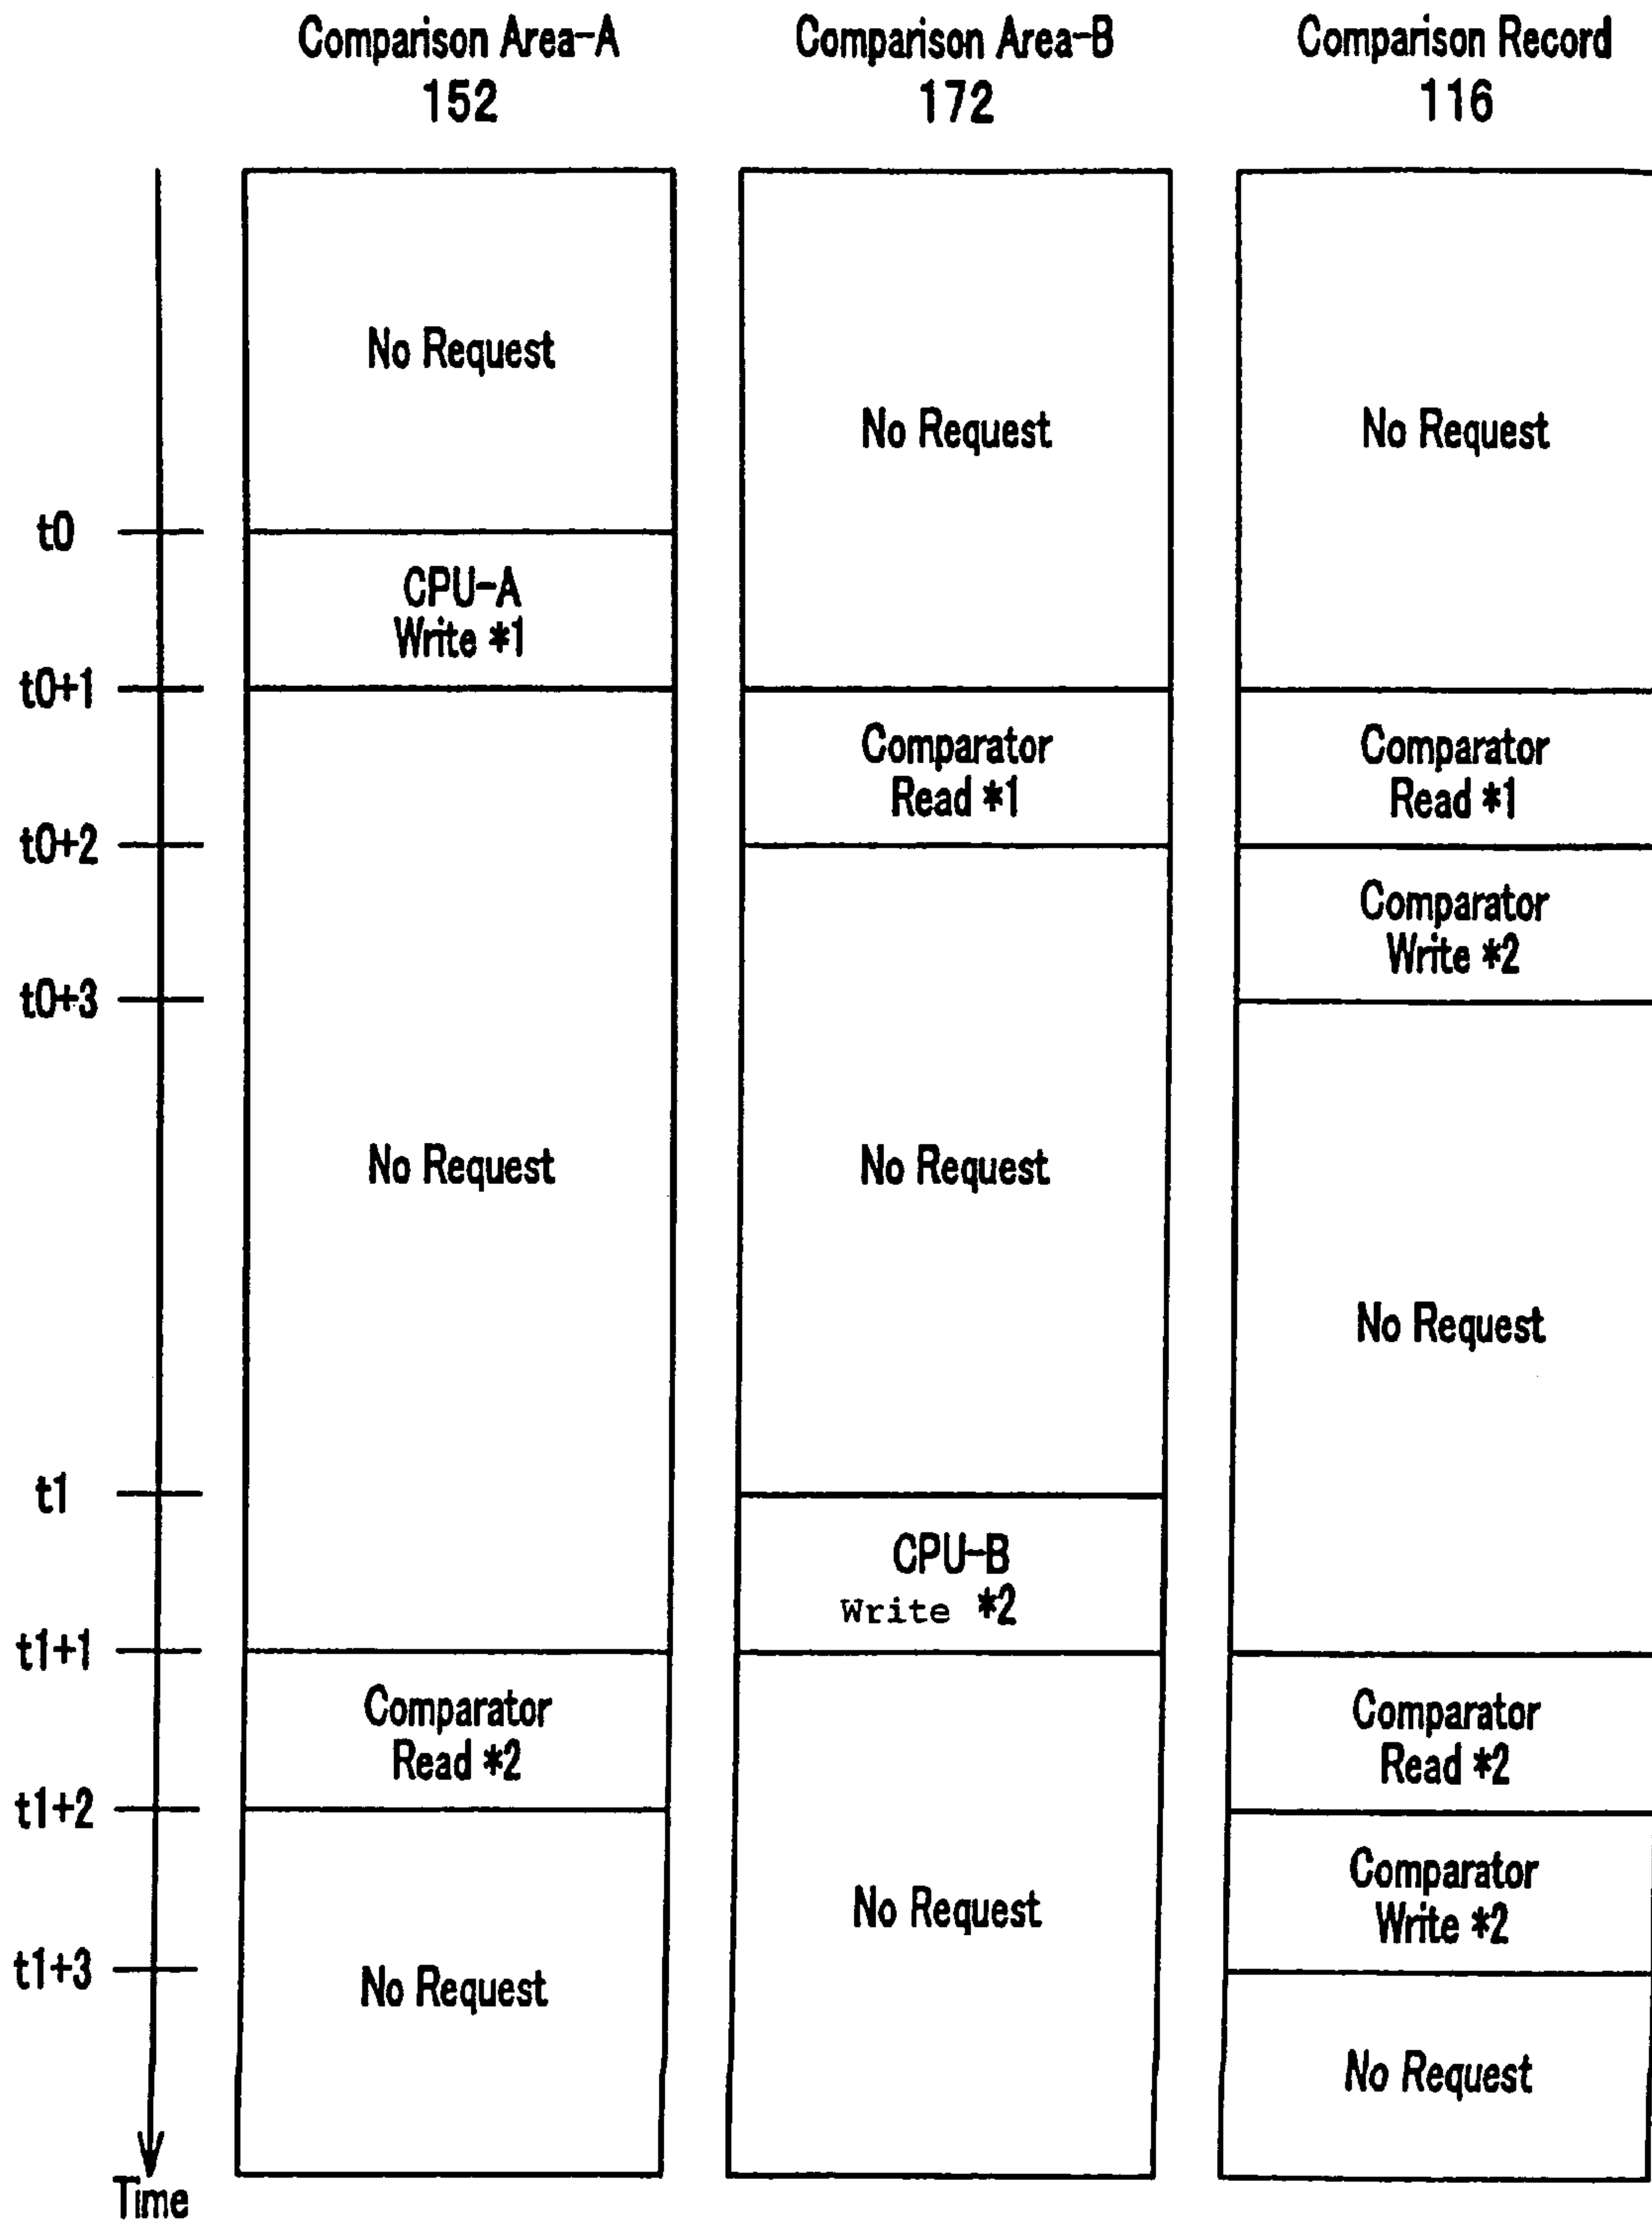 Comparison Area-A
152
Comparison Area-B
172
Comparison Record
116
No Request
No Request
No Request
t0
CPU-A
Write *1
t0+1
Comparator
Read *1
Comparator
Read *1
t0+2
Comparator
Write *2
t0+3
No Request
No Request
No Request
t1
CPU-B
Write *2
t1+1
Comparator
Read *2
Comparator
Read *2
t1+2
Comparator
Write *2
No Request
t1+3
No Request
No Request
Time